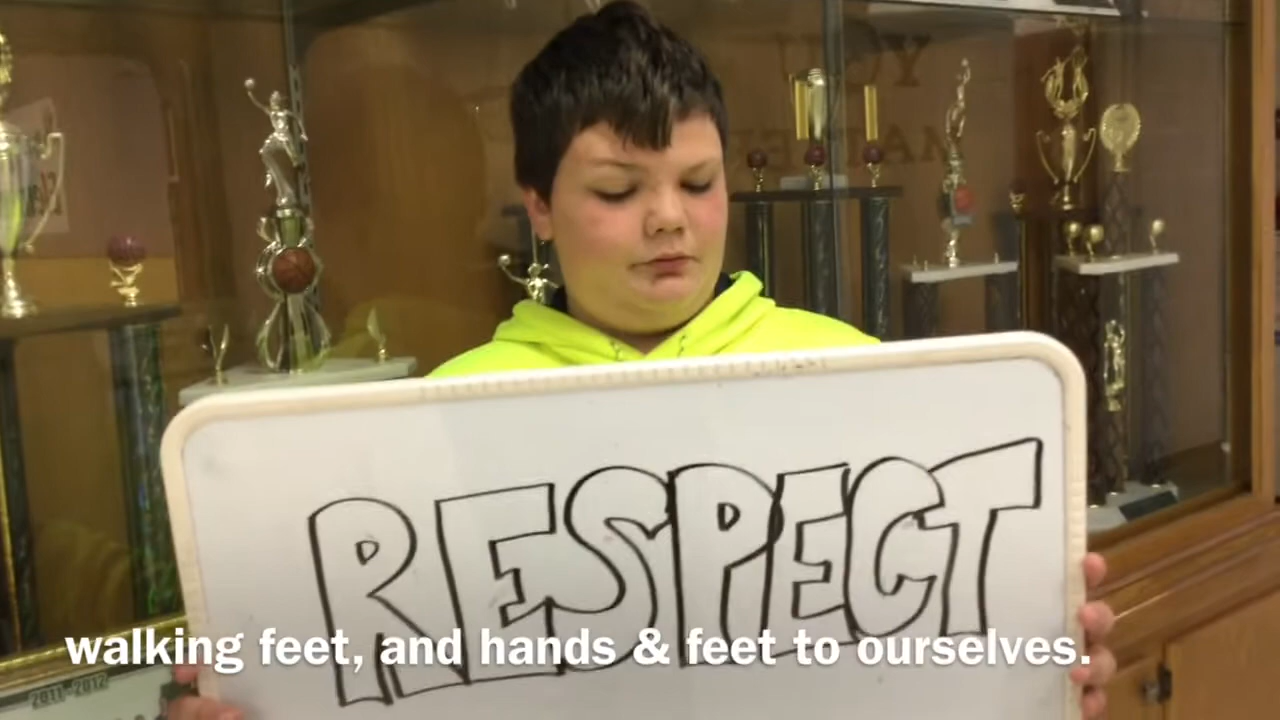 RESPECT
walking feet, and hands & feet to ourselves.
2011-2012